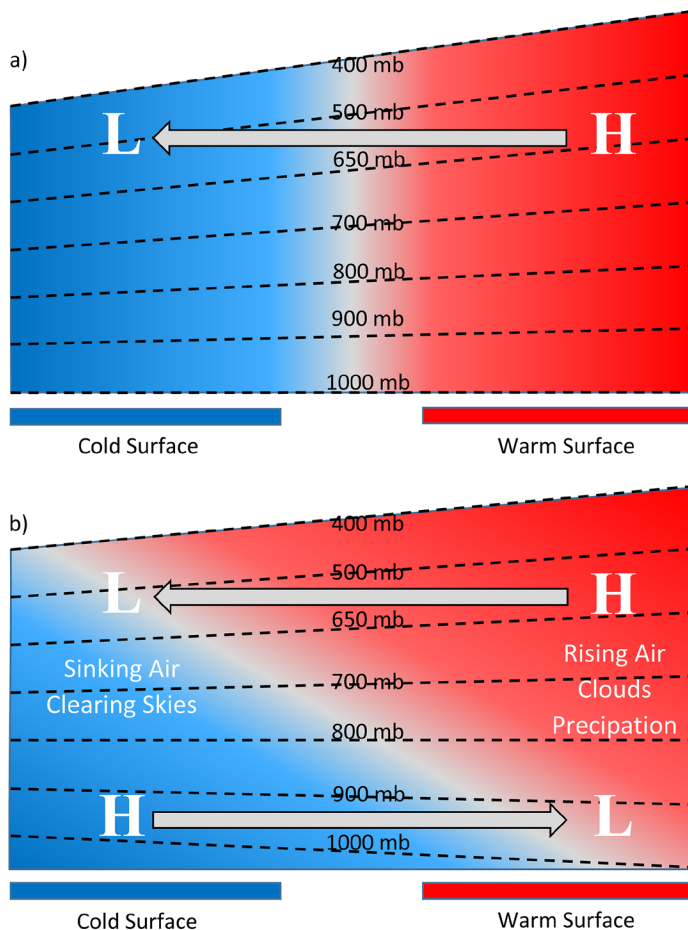 a)
400 mb
500 mb
L
H
650 mb
700 mb
800 mb
900 mb
1000 mb
Cold Surface
Warm Surface
b)
400 mb
500 mb
L
H
650 mb
Sinking Air
Clearing Skies
Rising Air
Clouds
Precipation
700 mb
800 mb
900 mb
H
L
1000 mb
Cold Surface
Warm Surface